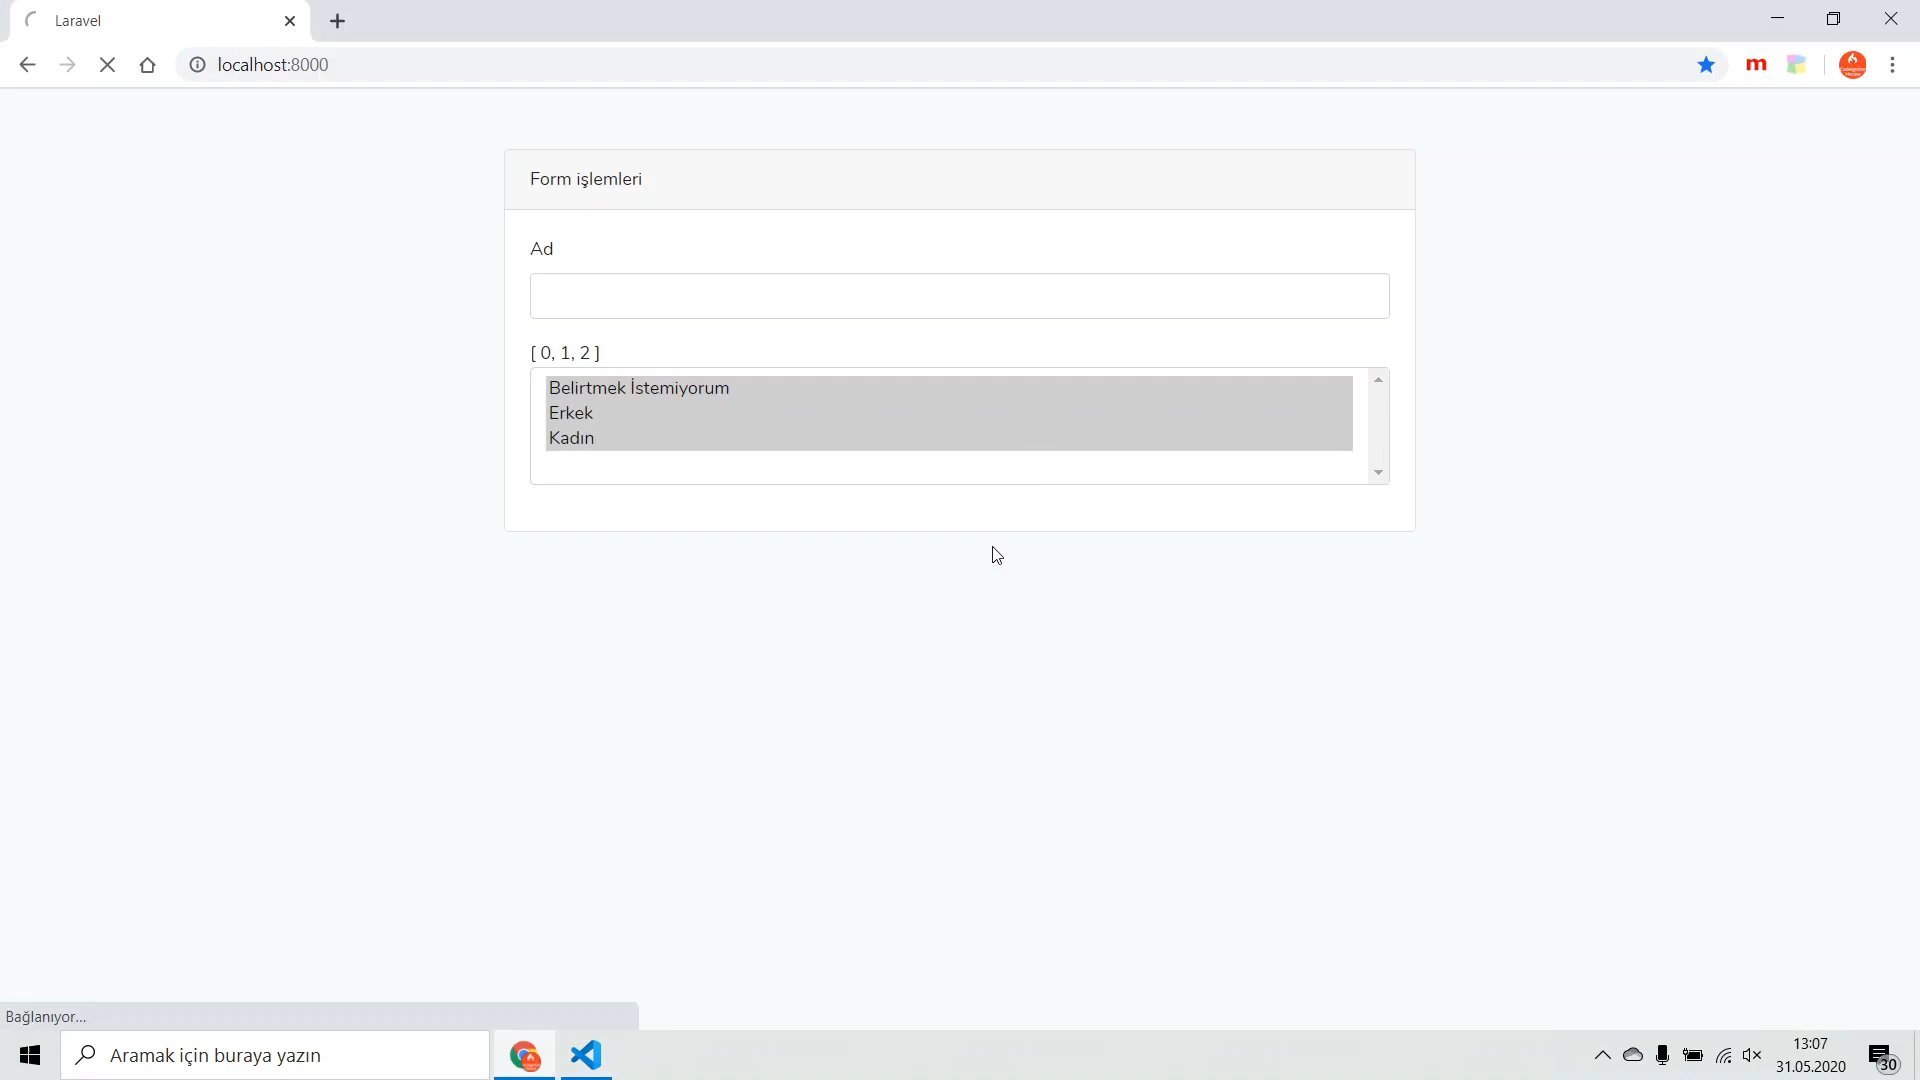 Laravel
localhost:8000
m
Form işlemleri
Ad
[ 0, 1, 2 ]
Belirtmek İstemiyorum
Erkek
Kadın
Bağlanıyor...
Aramak için buraya yazın
13:07
31.05.2020
30